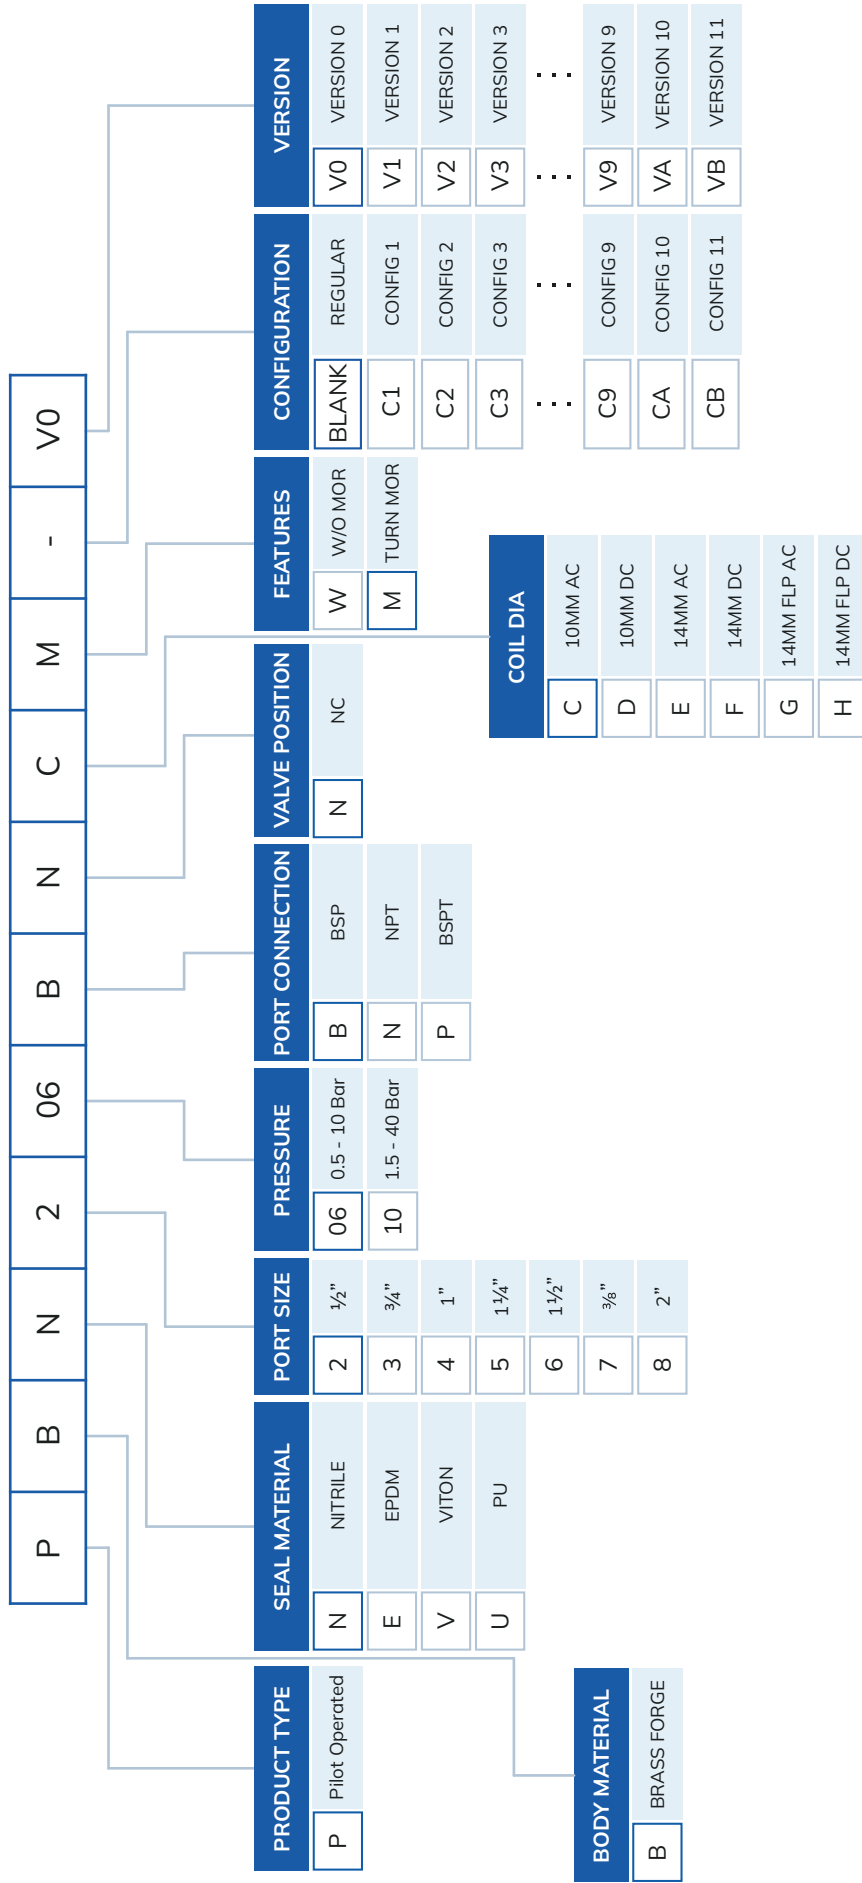 P B N 2 06 B N C M - V0
PRODUCT TYPE
P Pilot Operated
BODY MATERIAL
B BRASS FORGE
SEAL MATERIAL
N NITRILE
E EPDM
V VITON
U PU
PORT SIZE
2 ½”
3 ¾”
4 1”
5 1¼”
6 1½”
7 ⅜”
8 2”
PRESSURE
06 0.5 - 10 Bar
10 1.5 - 40 Bar
PORT CONNECTION
B BSP
N NPT
P BSPT
VALVE POSITION
N NC
COIL DIA
C 10MM AC
D 10MM DC
E 14MM AC
F 14MM DC
G 14MM FLP AC
H 14MM FLP DC
FEATURES
W W/O MOR
M TURN MOR
CONFIGURATION
BLANK REGULAR
C1 CONFIG 1
C2 CONFIG 2
C3 CONFIG 3
... ...
C9 CONFIG 9
CA CONFIG 10
CB CONFIG 11
VERSION
V0 VERSION 0
V1 VERSION 1
V2 VERSION 2
V3 VERSION 3
... ...
V9 VERSION 9
VA VERSION 10
VB VERSION 11